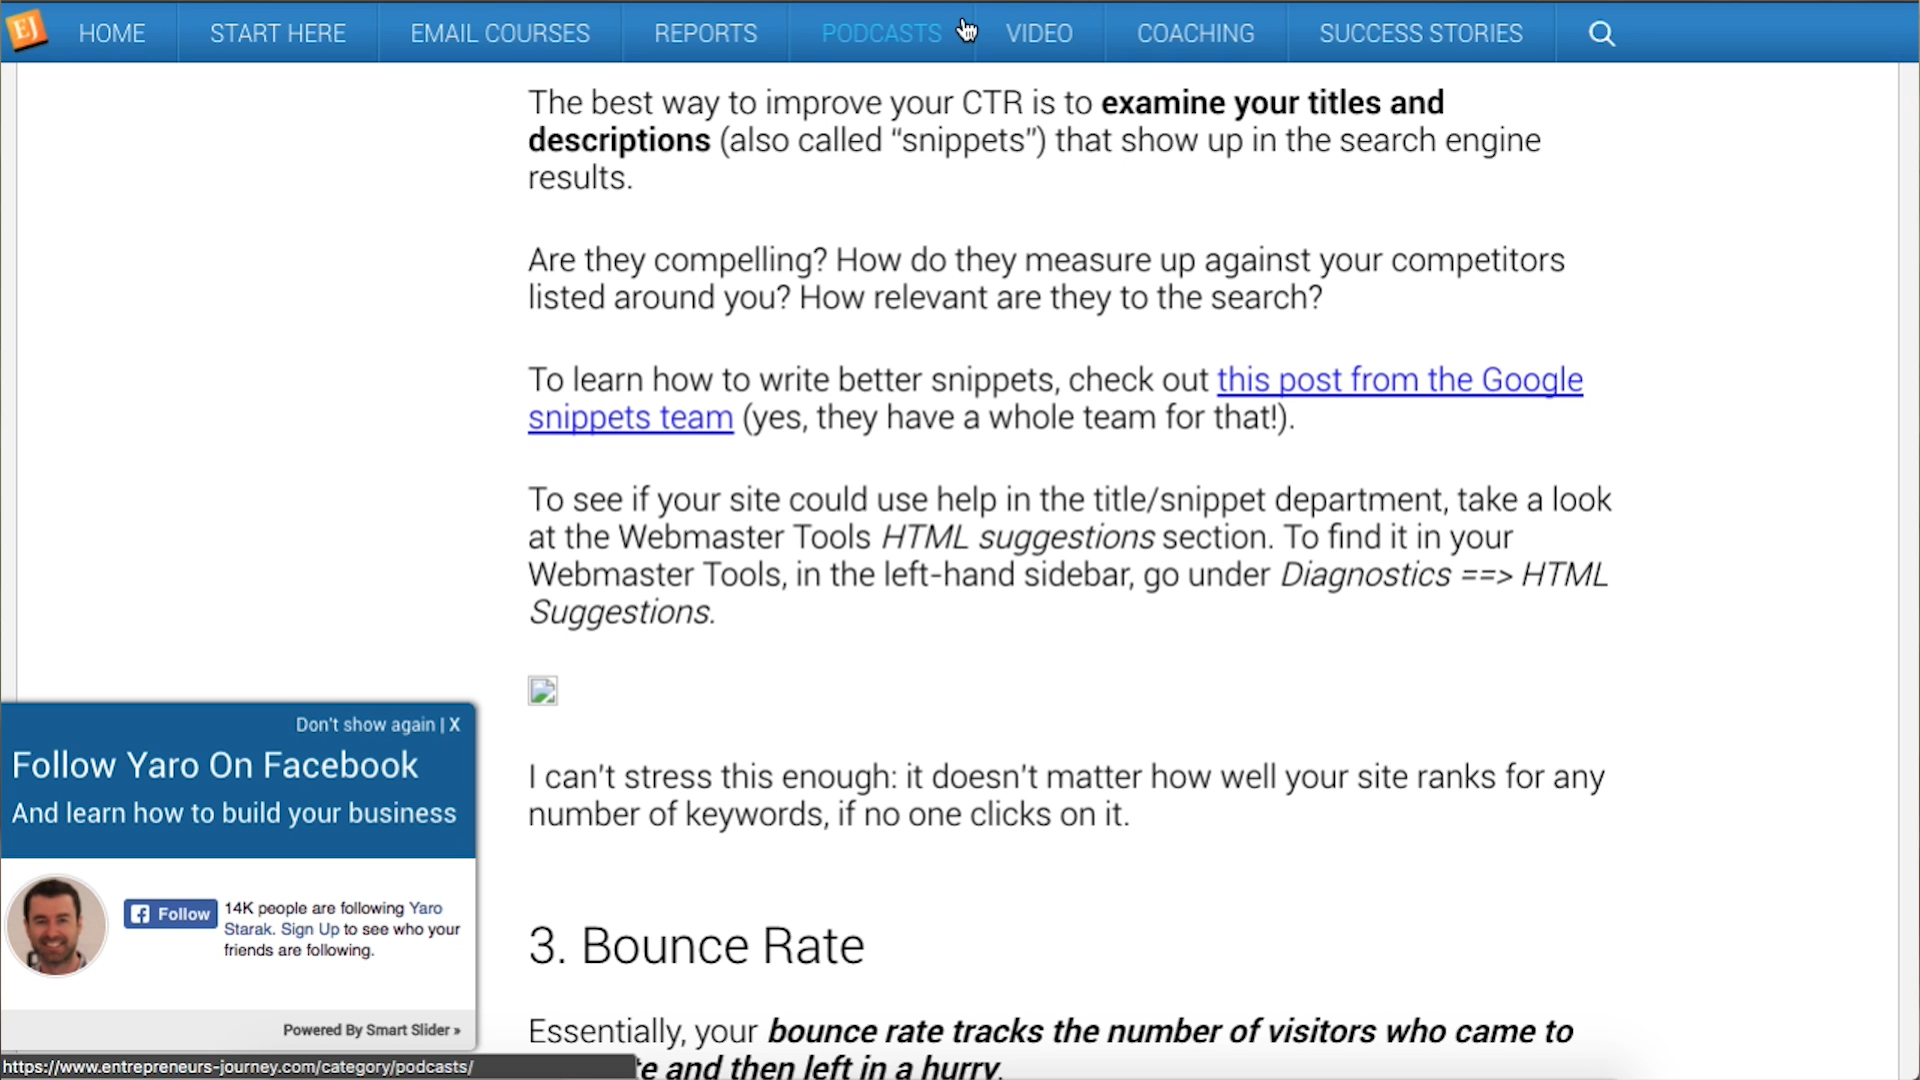 EJ HOME START HERE EMAIL COURSES REPORTS PODCASTS VIDEO COACHING SUCCESS STORIES
The best way to improve your CTR is to examine your titles and
descriptions (also called “snippets”) that show up in the search engine
results.
Are they compelling? How do they measure up against your competitors
listed around you? How relevant are they to the search?
To learn how to write better snippets, check out this post from the Google
snippets team (yes, they have a whole team for that!).
To see if your site could use help in the title/snippet department, take a look
at the Webmaster Tools HTML suggestions section. To find it in your
Webmaster Tools, in the left-hand sidebar, go under Diagnostics ==> HTML
Suggestions.
I can’t stress this enough: it doesn’t matter how well your site ranks for any
number of keywords, if no one clicks on it.
3. Bounce Rate
Essentially, your bounce rate tracks the number of visitors who came to
and then left in a hurry.
Don't show again | X
Follow Yaro On Facebook
And learn how to build your business
Follow
14K people are following Yaro
Starak. Sign Up to see who your
friends are following.
Powered By Smart Slider »
https://www.entrepreneurs-journey.com/category/podcasts/